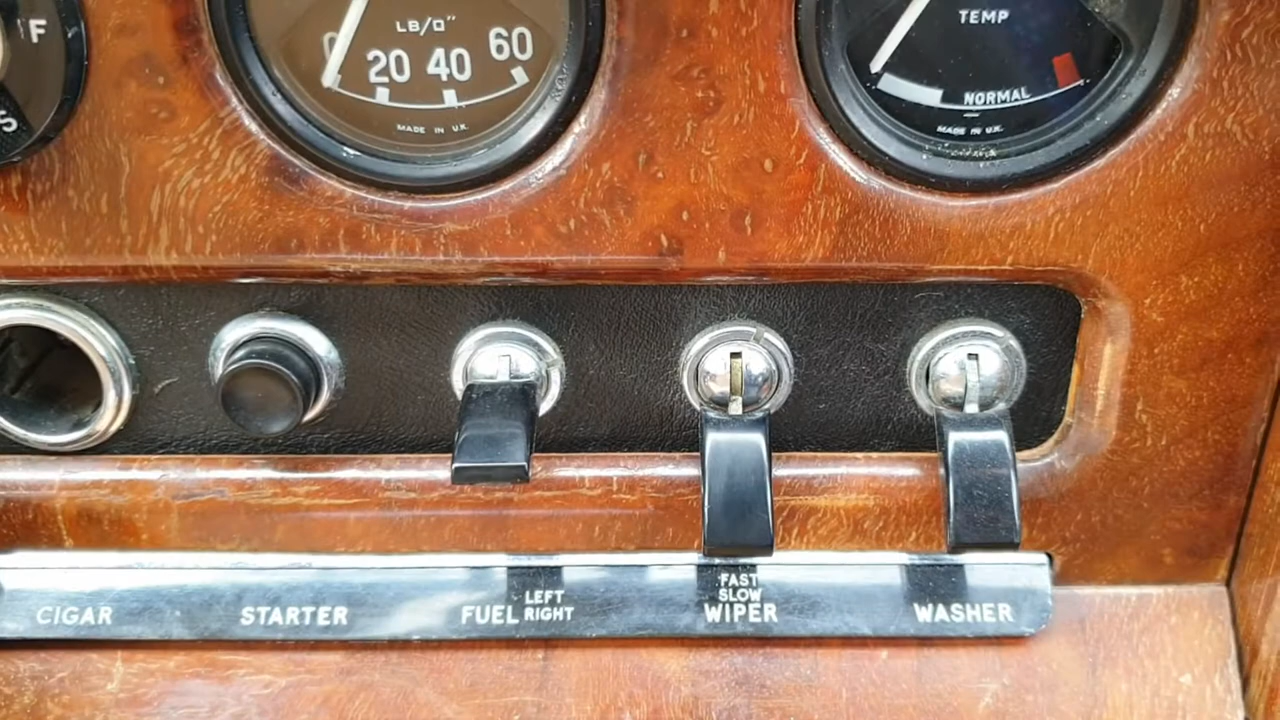 F
S
LB/□"
0 20 40 60
MADE IN U.K.
TEMP
NORMAL
MADE IN U.K.
CIGAR
STARTER
FUEL LEFT
RIGHT
FAST
SLOW
WIPER
WASHER